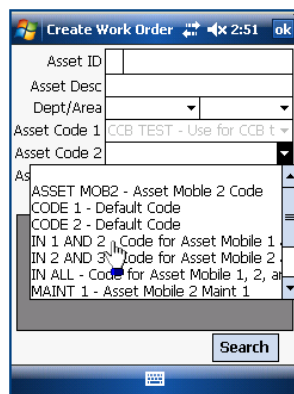 Create Work Order 2:51 ok
Asset ID
Asset Desc
Dept/Area
Asset Code 1 CCB TEST - Use for CCB t
Asset Code 2
As
ASSET MOB2 - Asset Moble 2 Code
CODE 1 - Default Code
CODE 2 - Default Code
IN 1 AND 2 - Code for Asset Mobile 1
IN 2 AND 3 Code for Asset Mobile 2
IN ALL - Code for Asset Mobile 1, 2, an
MAINT 1 - Asset Mobile 2 Maint 1
Search